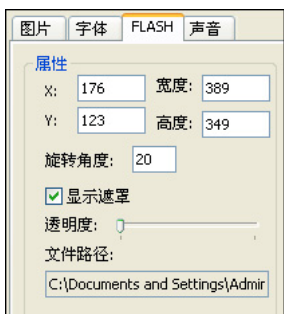 图片 字体 FLASH 声音
属性
X: 176 宽度: 389
Y: 123 高度: 349
旋转角度: 20
显示遮罩
透明度:
文件路径:
C:\Documents and Settings\Admir